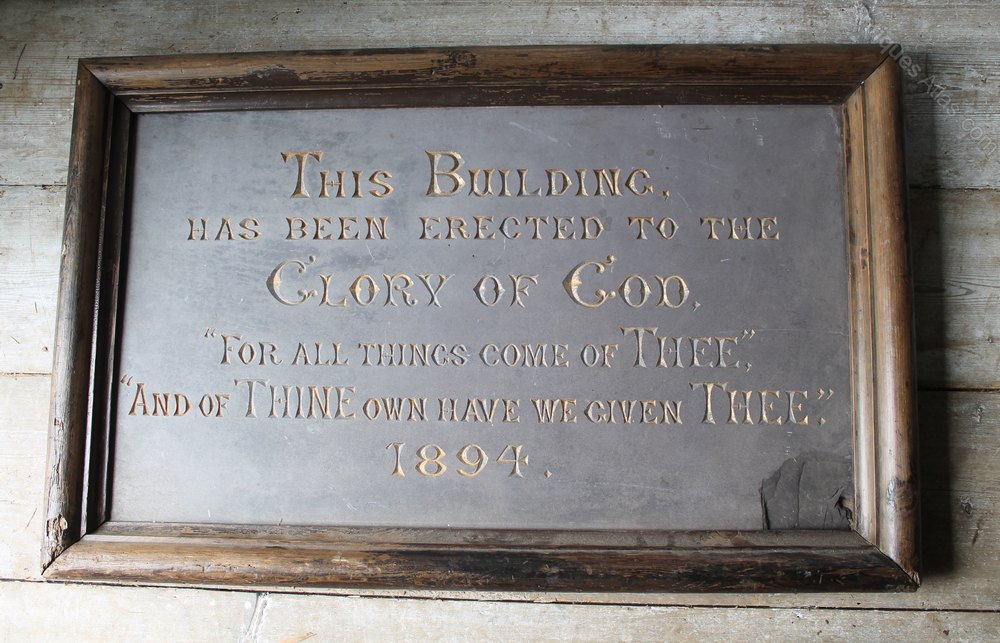 This Building,
HAS BEEN ERECTED TO THE
Glory of God,
"For all things come of Thee,"
"And of Thine own have we given Thee."
1894.